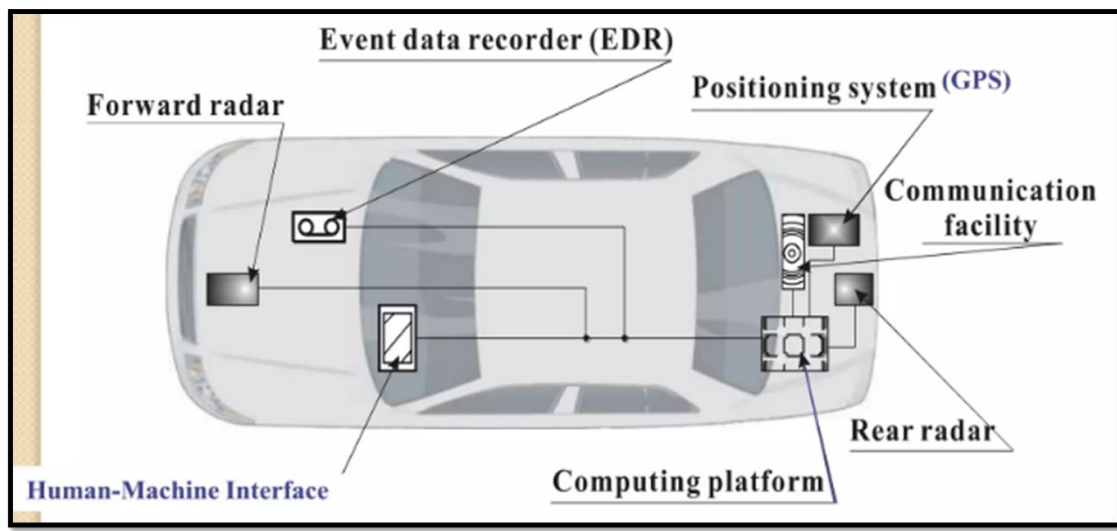 Event data recorder (EDR)
Positioning system (GPS)
Forward radar
Communication
facility
Rear radar
Computing platform
Human-Machine Interface